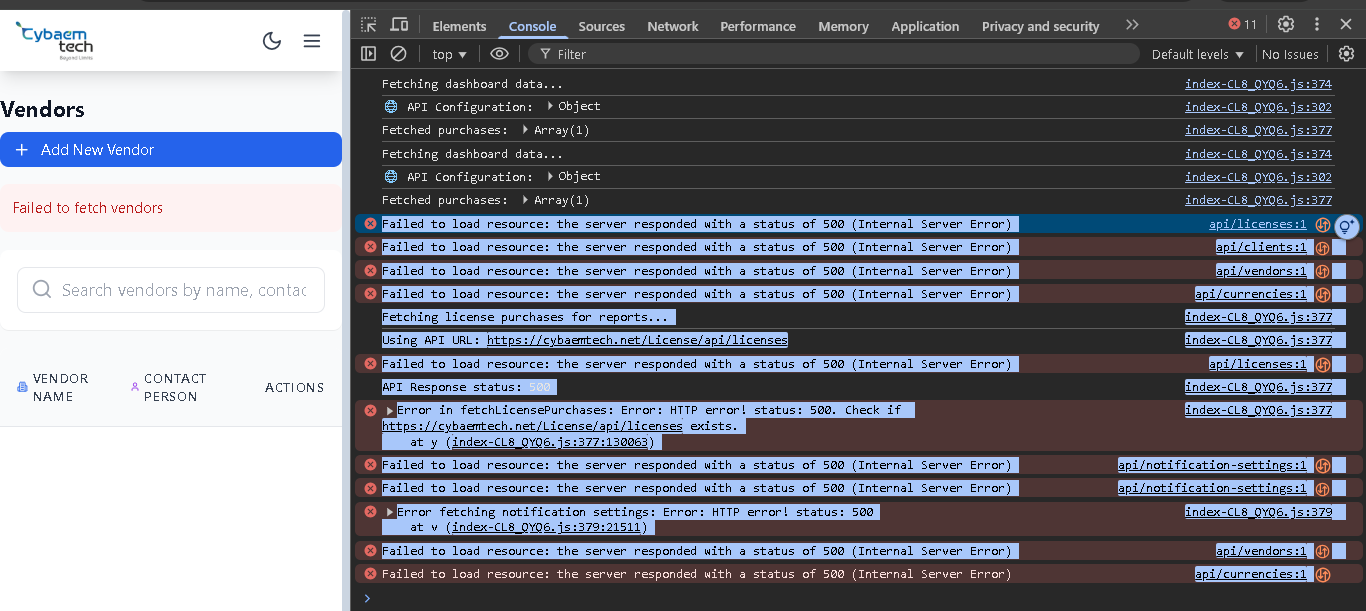 Cybaem
tech
Beyond Limits
Vendors
+ Add New Vendor
Failed to fetch vendors
Search vendors by name, contac
VENDOR NAME
CONTACT PERSON
ACTIONS
Elements Console Sources Network Performance Memory Application Privacy and security 11
top Filter Default levels No Issues
Fetching dashboard data... index-CL8_QYQ6.js:374
API Configuration: Object index-CL8_QYQ6.js:302
Fetched purchases: Array(1) index-CL8_QYQ6.js:377
Fetching dashboard data... index-CL8_QYQ6.js:374
API Configuration: Object index-CL8_QYQ6.js:302
Fetched purchases: Array(1) index-CL8_QYQ6.js:377
Failed to load resource: the server responded with a status of 500 (Internal Server Error) api/licenses:1
Failed to load resource: the server responded with a status of 500 (Internal Server Error) api/clients:1
Failed to load resource: the server responded with a status of 500 (Internal Server Error) api/vendors:1
Failed to load resource: the server responded with a status of 500 (Internal Server Error) api/currencies:1
Fetching license purchases for reports... index-CL8_QYQ6.js:377
Using API URL: https://cybaemtech.net/License/api/licenses index-CL8_QYQ6.js:377
Failed to load resource: the server responded with a status of 500 (Internal Server Error) api/licenses:1
API Response status: 500 index-CL8_QYQ6.js:377
Error in fetchLicensePurchases: Error: HTTP error! status: 500. Check if index-CL8_QYQ6.js:377
https://cybaemtech.net/License/api/licenses exists.
at y (index-CL8_QYQ6.js:377:130063)
Failed to load resource: the server responded with a status of 500 (Internal Server Error) api/notification-settings:1
Failed to load resource: the server responded with a status of 500 (Internal Server Error) api/notification-settings:1
Error fetching notification settings: Error: HTTP error! status: 500 index-CL8_QYQ6.js:379
at v (index-CL8_QYQ6.js:379:21511)
Failed to load resource: the server responded with a status of 500 (Internal Server Error) api/vendors:1
Failed to load resource: the server responded with a status of 500 (Internal Server Error) api/currencies:1